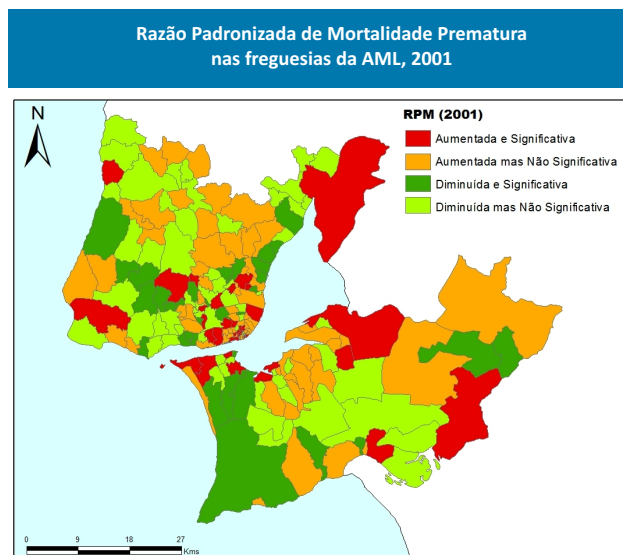 Razão Padronizada de Mortalidade Prematura
nas freguesias da AML, 2001
N
RPM (2001)
Aumentada e Significativa
Aumentada mas Não Significativa
Diminuída e Significativa
Diminuída mas Não Significativa
0 9 18 27
Kms